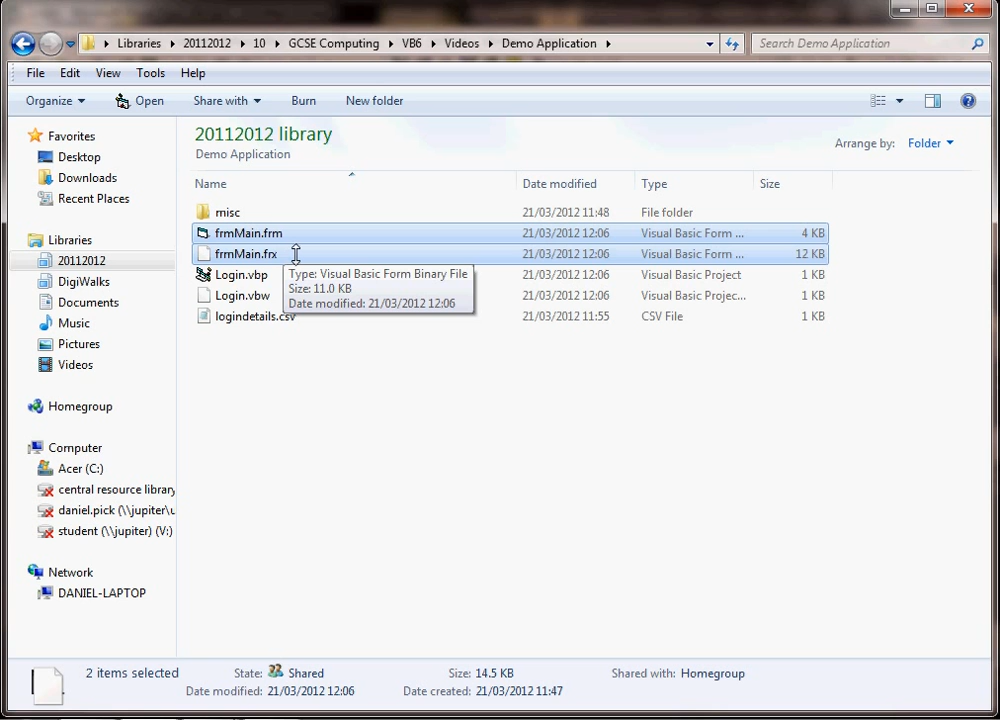 Libraries ▸ 20112012 ▸ 10 ▸ GCSE Computing ▸ VB6 ▸ Videos ▸ Demo Application ▸
Search Demo Application
File Edit View Tools Help
Organize Open Share with Burn New folder
20112012 library
Demo Application
Arrange by: Folder
Name Date modified Type Size
misc 21/03/2012 11:48 File folder
frmMain.frm 21/03/2012 12:06 Visual Basic Form ... 4 KB
frmMain.frx 21/03/2012 12:06 Visual Basic Form ... 12 KB
Login.vbp 21/03/2012 12:06 Visual Basic Project 1 KB
Login.vbw 21/03/2012 12:06 Visual Basic Projec... 1 KB
logindetails.csv 21/03/2012 11:55 CSV File 1 KB
Type: Visual Basic Form Binary File
Size: 11.0 KB
Date modified: 21/03/2012 12:06
Favorites
Desktop
Downloads
Recent Places
Libraries
20112012
DigiWalks
Documents
Music
Pictures
Videos
Homegroup
Computer
Acer (C:)
central resource library
daniel.pick (\\jupiter\u
student (\\jupiter) (V:)
Network
DANIEL-LAPTOP
2 items selected State: Shared Size: 14.5 KB Shared with: Homegroup
Date modified: 21/03/2012 12:06 Date created: 21/03/2012 11:47